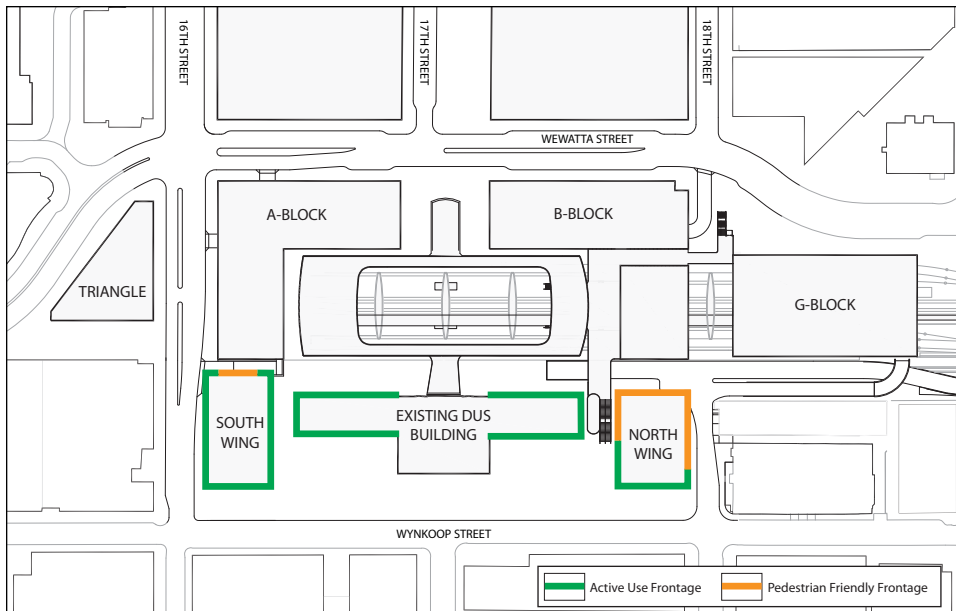 16TH STREET
17TH STREET
18TH STREET
WEWATTA STREET
A-BLOCK
B-BLOCK
TRIANGLE
G-BLOCK
SOUTH
WING
EXISTING DUS
BUILDING
NORTH
WING
WYNKOOP STREET
Active Use Frontage
Pedestrian Friendly Frontage